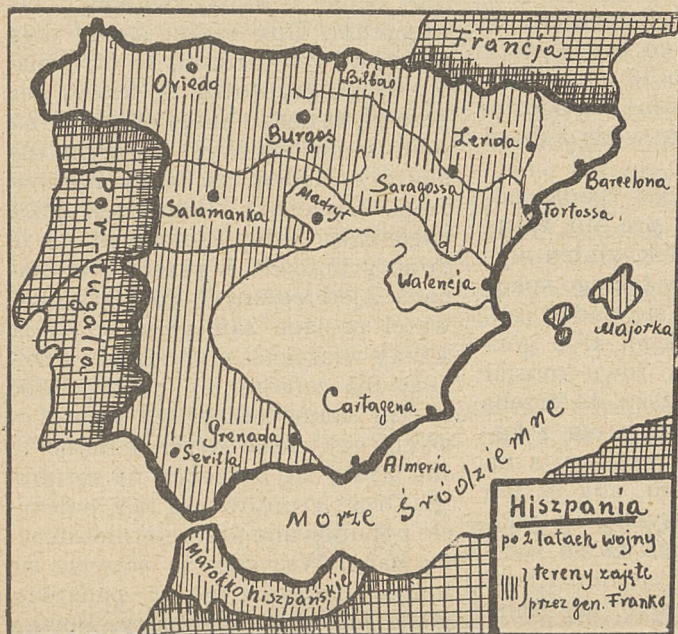 Francja
Oviedo
Bilbao
Burgos
Lerida
Barcelona
Saragossa
Salamanka
Madryt
Tortossa
Portugalia
Walencja
Majorka
Cartagena
Grenada
Sevilla
Almeria
Morze Śródziemne
Marokko hiszpańskie
Hiszpania
po 2 latach wojny
tereny zajęte
przez gen. Franko